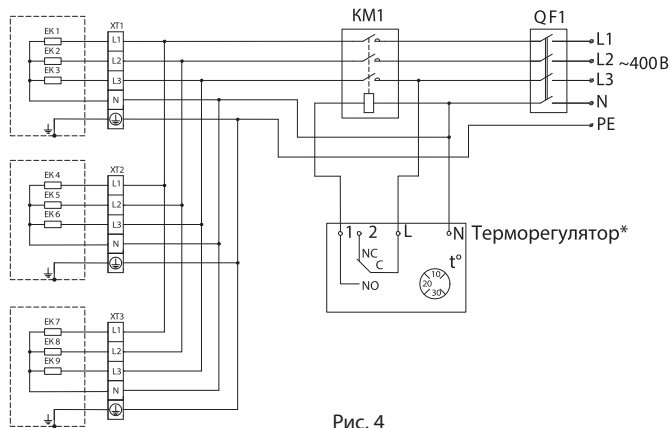 KM1
QF1
XT1
EK 1
EK 2
EK 3
L1
L2
L3
N
L1
L2
L3
N
PE
~400 В
XT2
EK 4
EK 5
EK 6
L1
L2
L3
N
1 2 L N
Терморегулятор*
NC
C
NO
t°
10
20
30
XT3
EK 7
EK 8
EK 9
L1
L2
L3
N
Рис. 4